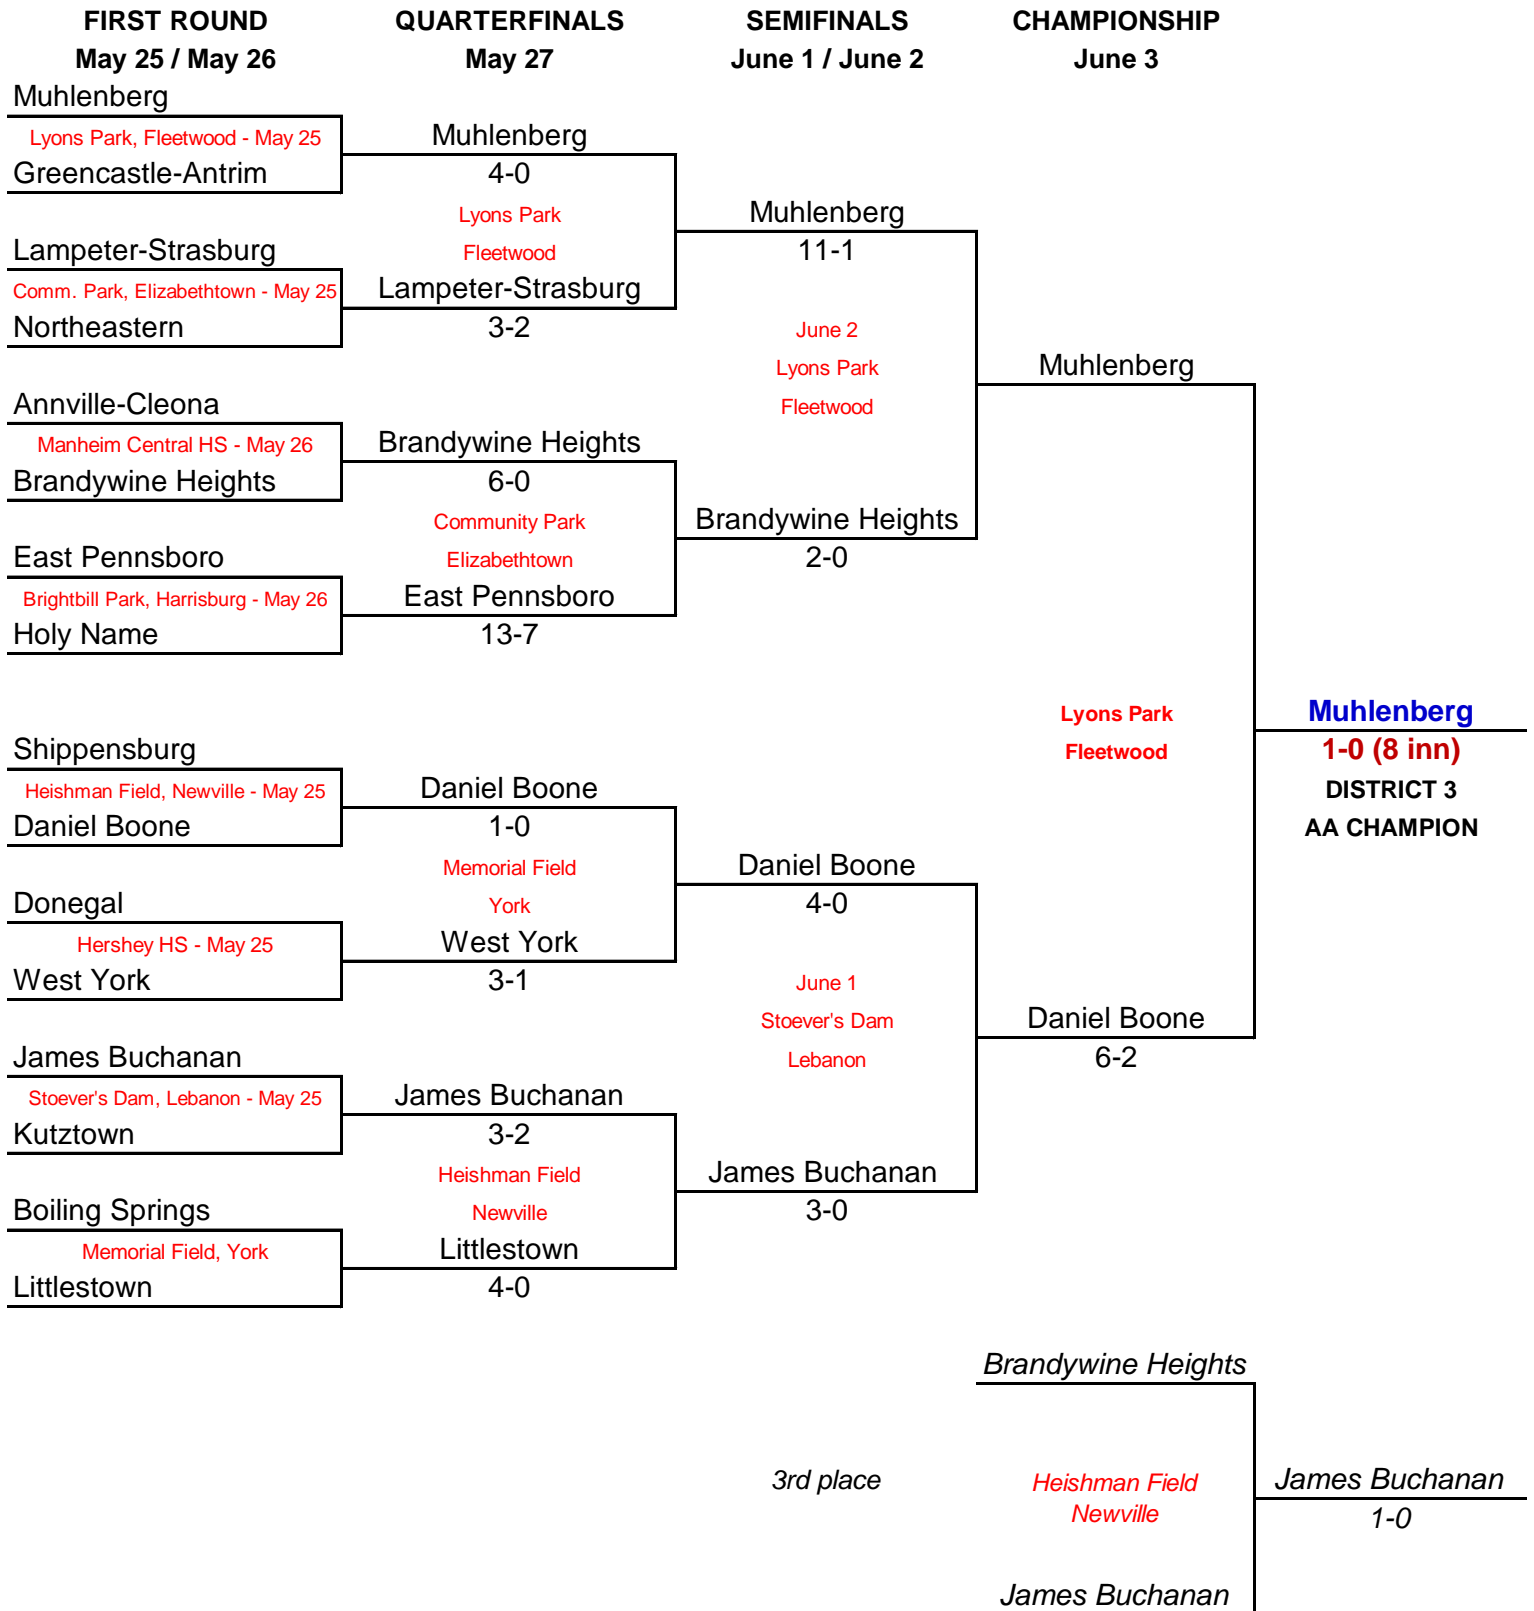 FIRST ROUND
May 25 / May 26
QUARTERFINALS
May 27
SEMIFINALS
June 1 / June 2
CHAMPIONSHIP
June 3
Muhlenberg
Lyons Park, Fleetwood - May 25
Greencastle-Antrim
Lampeter-Strasburg
Comm. Park, Elizabethtown - May 25
Northeastern
Annville-Cleona
Manheim Central HS - May 26
Brandywine Heights
East Pennsboro
Brightbill Park, Harrisburg - May 26
Holy Name
Shippensburg
Heishman Field, Newville - May 25
Daniel Boone
Donegal
Hershey HS - May 25
West York
James Buchanan
Stoever's Dam, Lebanon - May 25
Kutztown
Boiling Springs
Memorial Field, York
Littlestown
Muhlenberg
4-0
Lyons Park
Fleetwood
Lampeter-Strasburg
3-2
Brandywine Heights
6-0
Community Park
Elizabethtown
East Pennsboro
13-7
Daniel Boone
1-0
Memorial Field
York
West York
3-1
James Buchanan
3-2
Heishman Field
Newville
Littlestown
4-0
Muhlenberg
11-1
June 2
Lyons Park
Fleetwood
Brandywine Heights
2-0
Daniel Boone
4-0
June 1
Stoever's Dam
Lebanon
James Buchanan
3-0
Muhlenberg
Lyons Park
Fleetwood
Daniel Boone
6-2
Muhlenberg
1-0 (8 inn)
DISTRICT 3
AA CHAMPION
3rd place
Brandywine Heights
Heishman Field
Newville
James Buchanan
James Buchanan
1-0